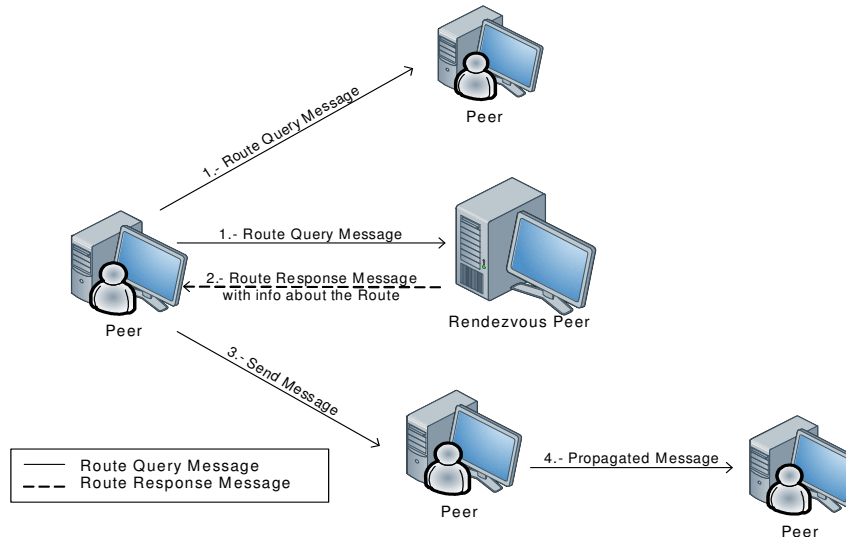 Peer
1.- Route Query Message
1.- Route Query Message
2.- Route Response Message
with info about the Route
Peer
Rendezvous Peer
3.- Send Message
4.- Propagated Message
Route Query Message
Route Response Message
Peer
Peer